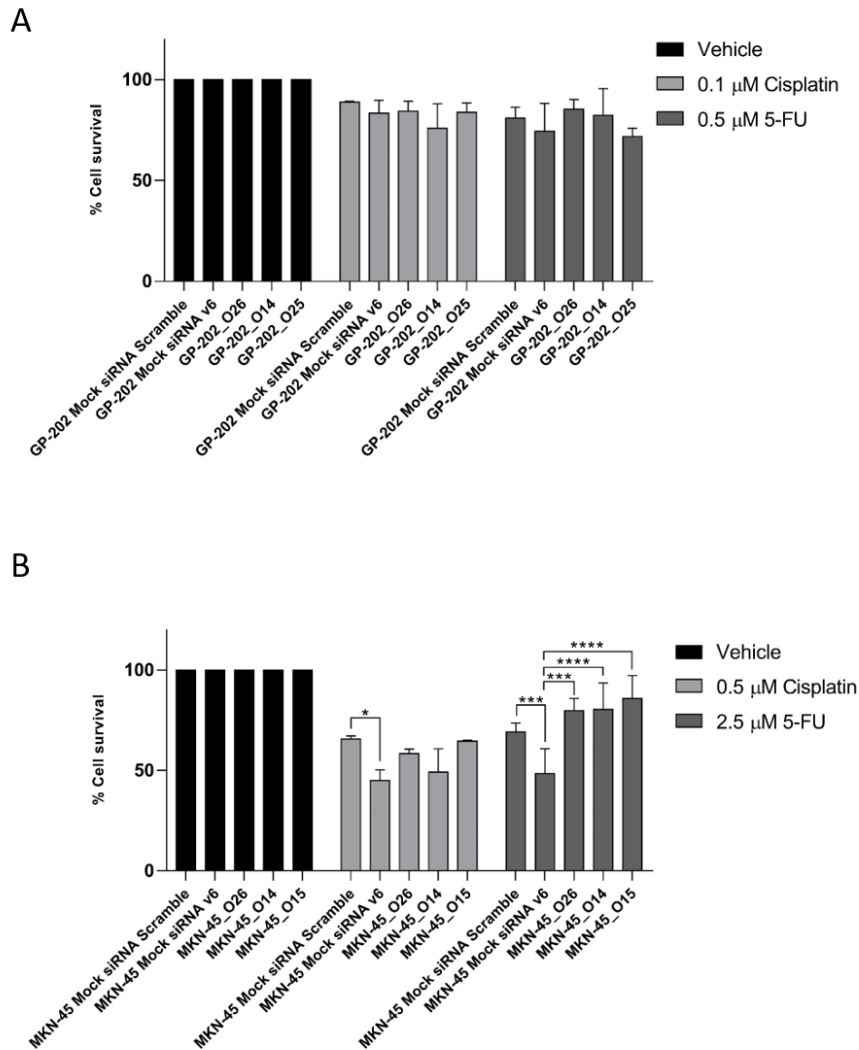 A
Vehicle
0.1 µM Cisplatin
0.5 µM 5-FU
% Cell survival
100
50
0
GP-202 Mock siRNA Scramble
GP-202 Mock siRNA v6
GP-202_O26
GP-202_O14
GP-202_O25
GP-202 Mock siRNA Scramble
GP-202 Mock siRNA v6
GP-202_O26
GP-202_O14
GP-202_O25
GP-202 Mock siRNA Scramble
GP-202 Mock siRNA v6
GP-202_O26
GP-202_O14
GP-202_O25
B
Vehicle
0.5 µM Cisplatin
2.5 µM 5-FU
% Cell survival
100
50
0
*
***
***
****
****
MKN-45 Mock siRNA Scramble
MKN-45 Mock siRNA v6
MKN-45_O26
MKN-45_O14
MKN-45_O15
MKN-45 Mock siRNA Scramble
MKN-45 Mock siRNA v6
MKN-45_O26
MKN-45_O14
MKN-45_O15
MKN-45 Mock siRNA Scramble
MKN-45 Mock siRNA v6
MKN-45_O26
MKN-45_O14
MKN-45_O15